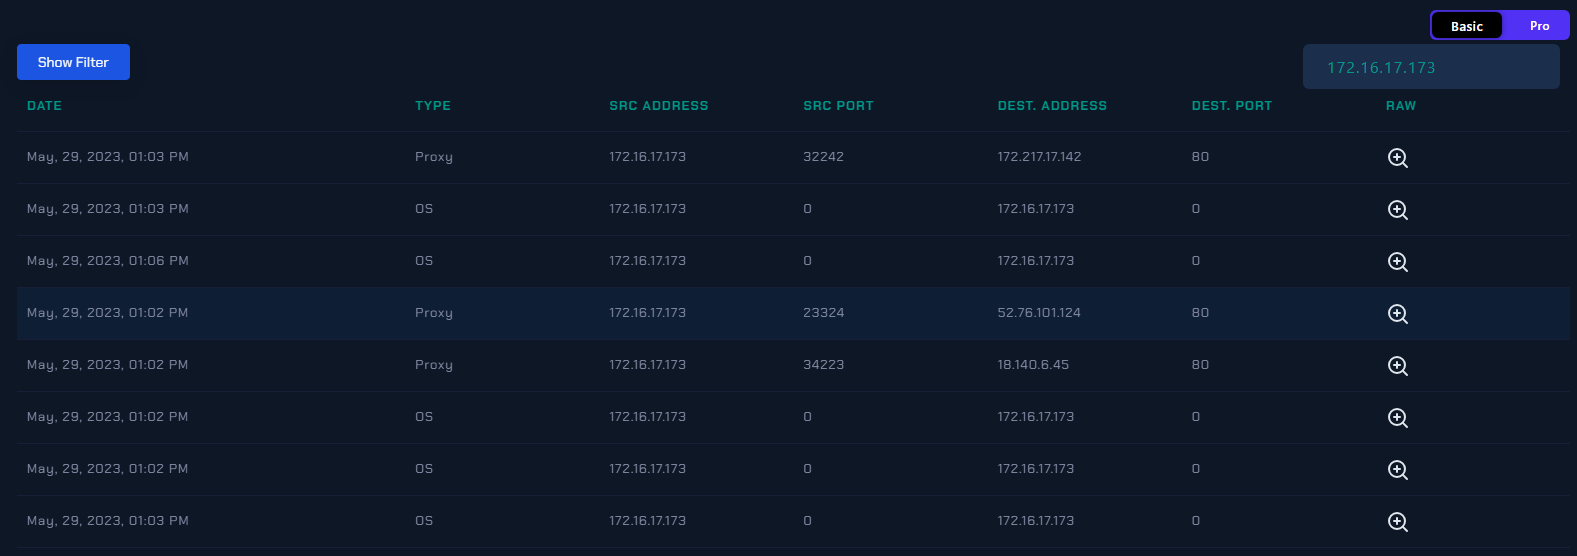 Basic Pro
Show Filter 172.16.17.173
DATE TYPE SRC ADDRESS SRC PORT DEST. ADDRESS DEST. PORT RAW
May, 29, 2023, 01:03 PM Proxy 172.16.17.173 32242 172.217.17.142 80
May, 29, 2023, 01:03 PM OS 172.16.17.173 0 172.16.17.173 0
May, 29, 2023, 01:06 PM OS 172.16.17.173 0 172.16.17.173 0
May, 29, 2023, 01:02 PM Proxy 172.16.17.173 23324 52.76.101.124 80
May, 29, 2023, 01:02 PM Proxy 172.16.17.173 34223 18.140.6.45 80
May, 29, 2023, 01:02 PM OS 172.16.17.173 0 172.16.17.173 0
May, 29, 2023, 01:02 PM OS 172.16.17.173 0 172.16.17.173 0
May, 29, 2023, 01:03 PM OS 172.16.17.173 0 172.16.17.173 0